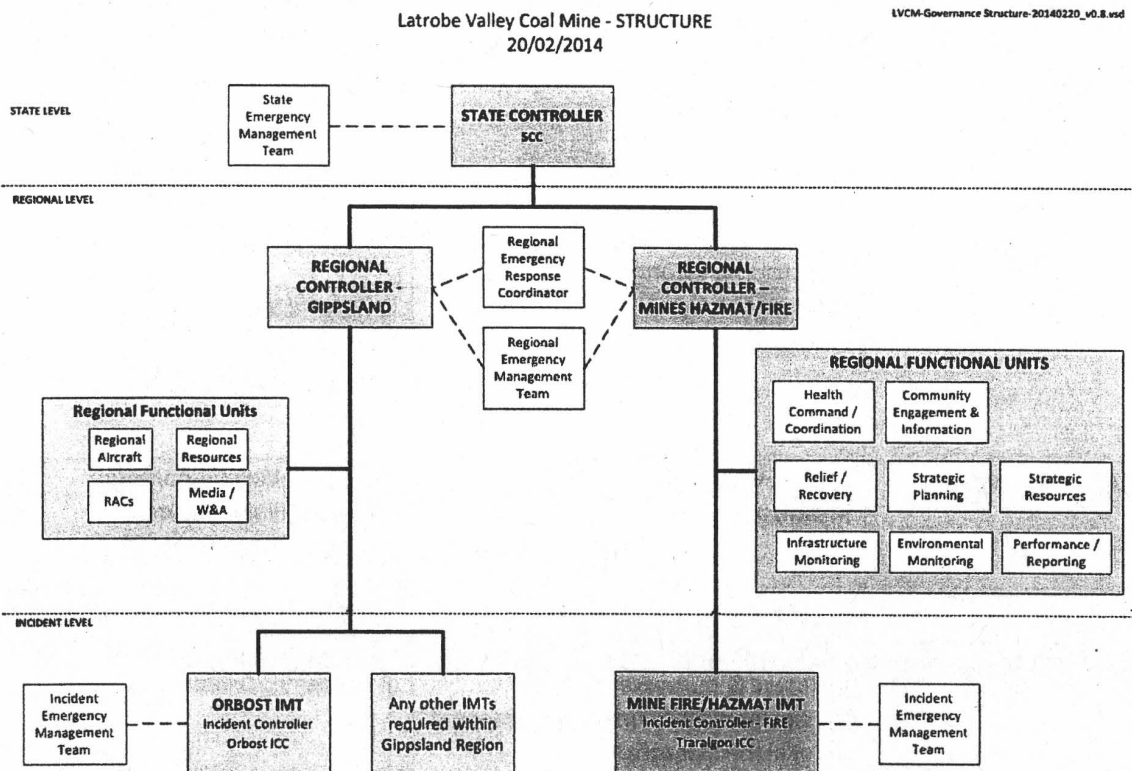 Latrobe Valley Coal Mine - STRUCTURE
20/02/2014
LVCM-Governance Structure-20140220_v0.8.vsd
STATE LEVEL
State
Emergency
Management
Team
STATE CONTROLLER
SCC
REGIONAL LEVEL
REGIONAL
CONTROLLER -
GIPPSLAND
Regional
Emergency
Response
Coordinator
Regional
Emergency
Management
Team
REGIONAL
CONTROLLER –
MINES HAZMAT/FIRE
Regional Functional Units
Regional
Aircraft
Regional
Resources
RACs
Media /
W&A
REGIONAL FUNCTIONAL UNITS
Health
Command /
Coordination
Community
Engagement &
Information
Relief /
Recovery
Strategic
Planning
Strategic
Resources
Infrastructure
Monitoring
Environmental
Monitoring
Performance /
Reporting
INCIDENT LEVEL
Incident
Emergency
Management
Team
ORBOST IMT
Incident Controller
Orbost ICC
Any other IMTs
required within
Gippsland Region
MINE FIRE/HAZMAT IMT
Incident Controller - FIRE
Traralgon ICC
Incident
Emergency
Management
Team